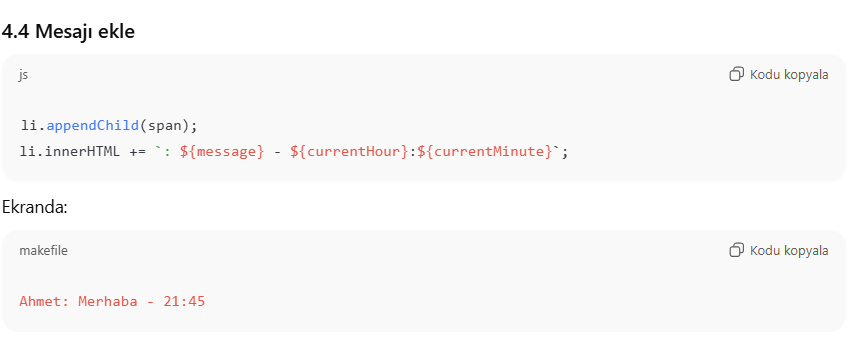 4.4 Mesajı ekle
js
Kodu kopyala
li.appendChild(span);
li.innerHTML += `: ${message} - ${currentHour}:${currentMinute}`;
Ekranda:
makefile
Kodu kopyala
Ahmet: Merhaba - 21:45